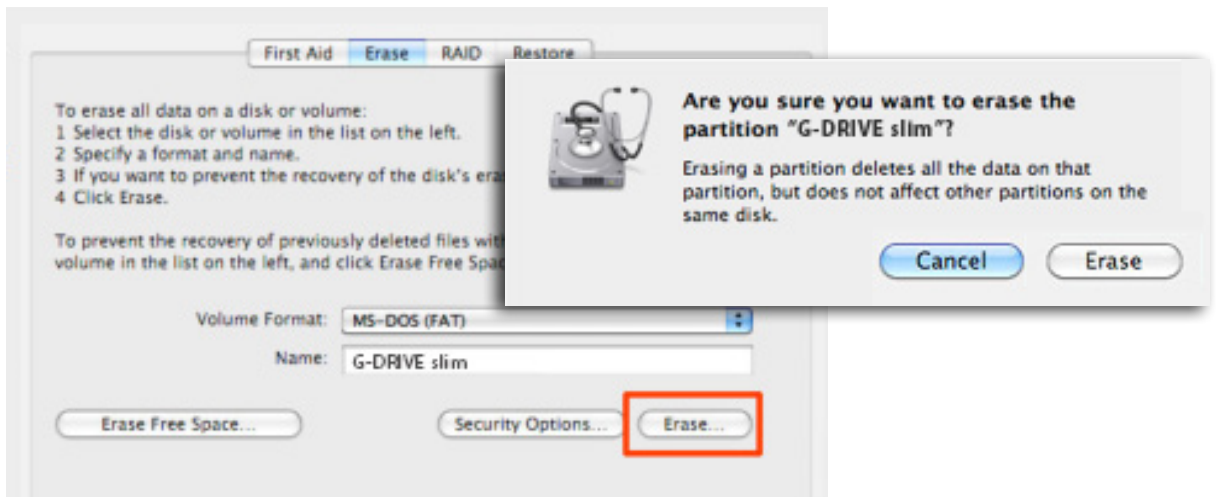 First Aid Erase RAID Restore
To erase all data on a disk or volume:
1 Select the disk or volume in the list on the left.
2 Specify a format and name.
3 If you want to prevent the recovery of the disk's
4 Click Erase.
To prevent the recovery of previously deleted files
volume in the list on the left, and click Erase Free
Volume Format: MS-DOS (FAT)
Name: G-DRIVE slim
Erase Free Space... Security Options... Erase...
Are you sure you want to erase the
partition "G-DRIVE slim"?
Erasing a partition deletes all the data on that
partition, but does not affect other partitions on the
same disk.
Cancel Erase